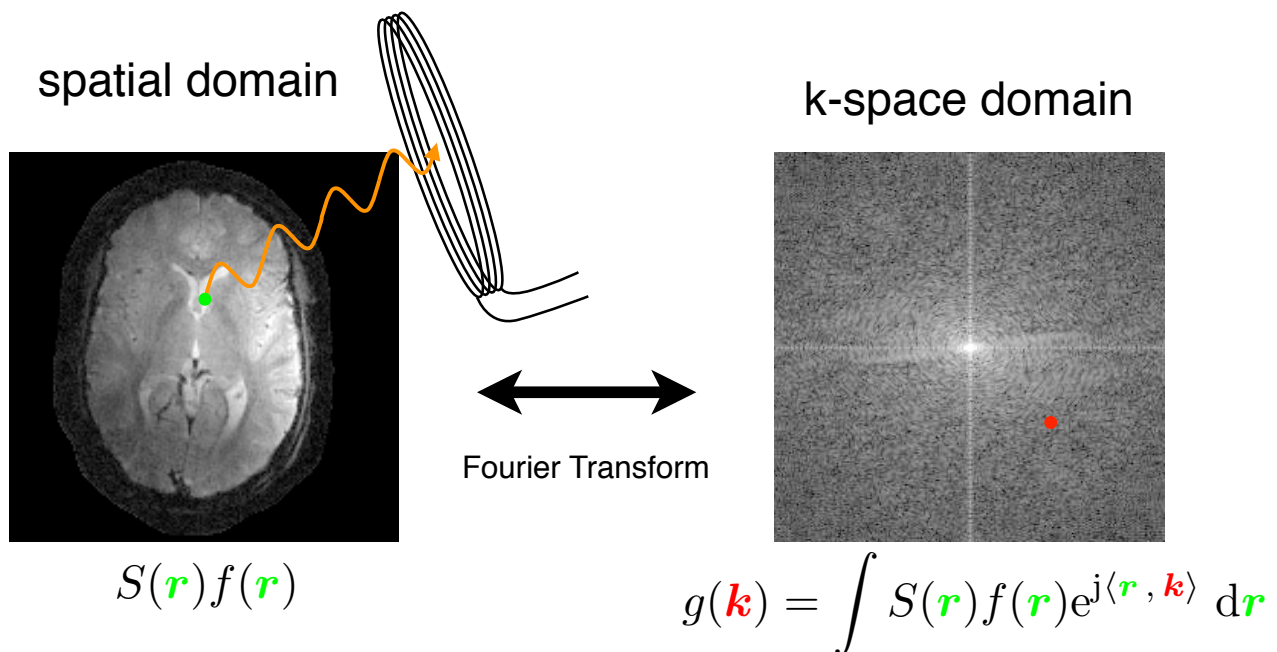 spatial domain
k-space domain
Fourier Transform
S(r)f(r)
g(k) = ∫ S(r)f(r)e^{j⟨r, k⟩} dr